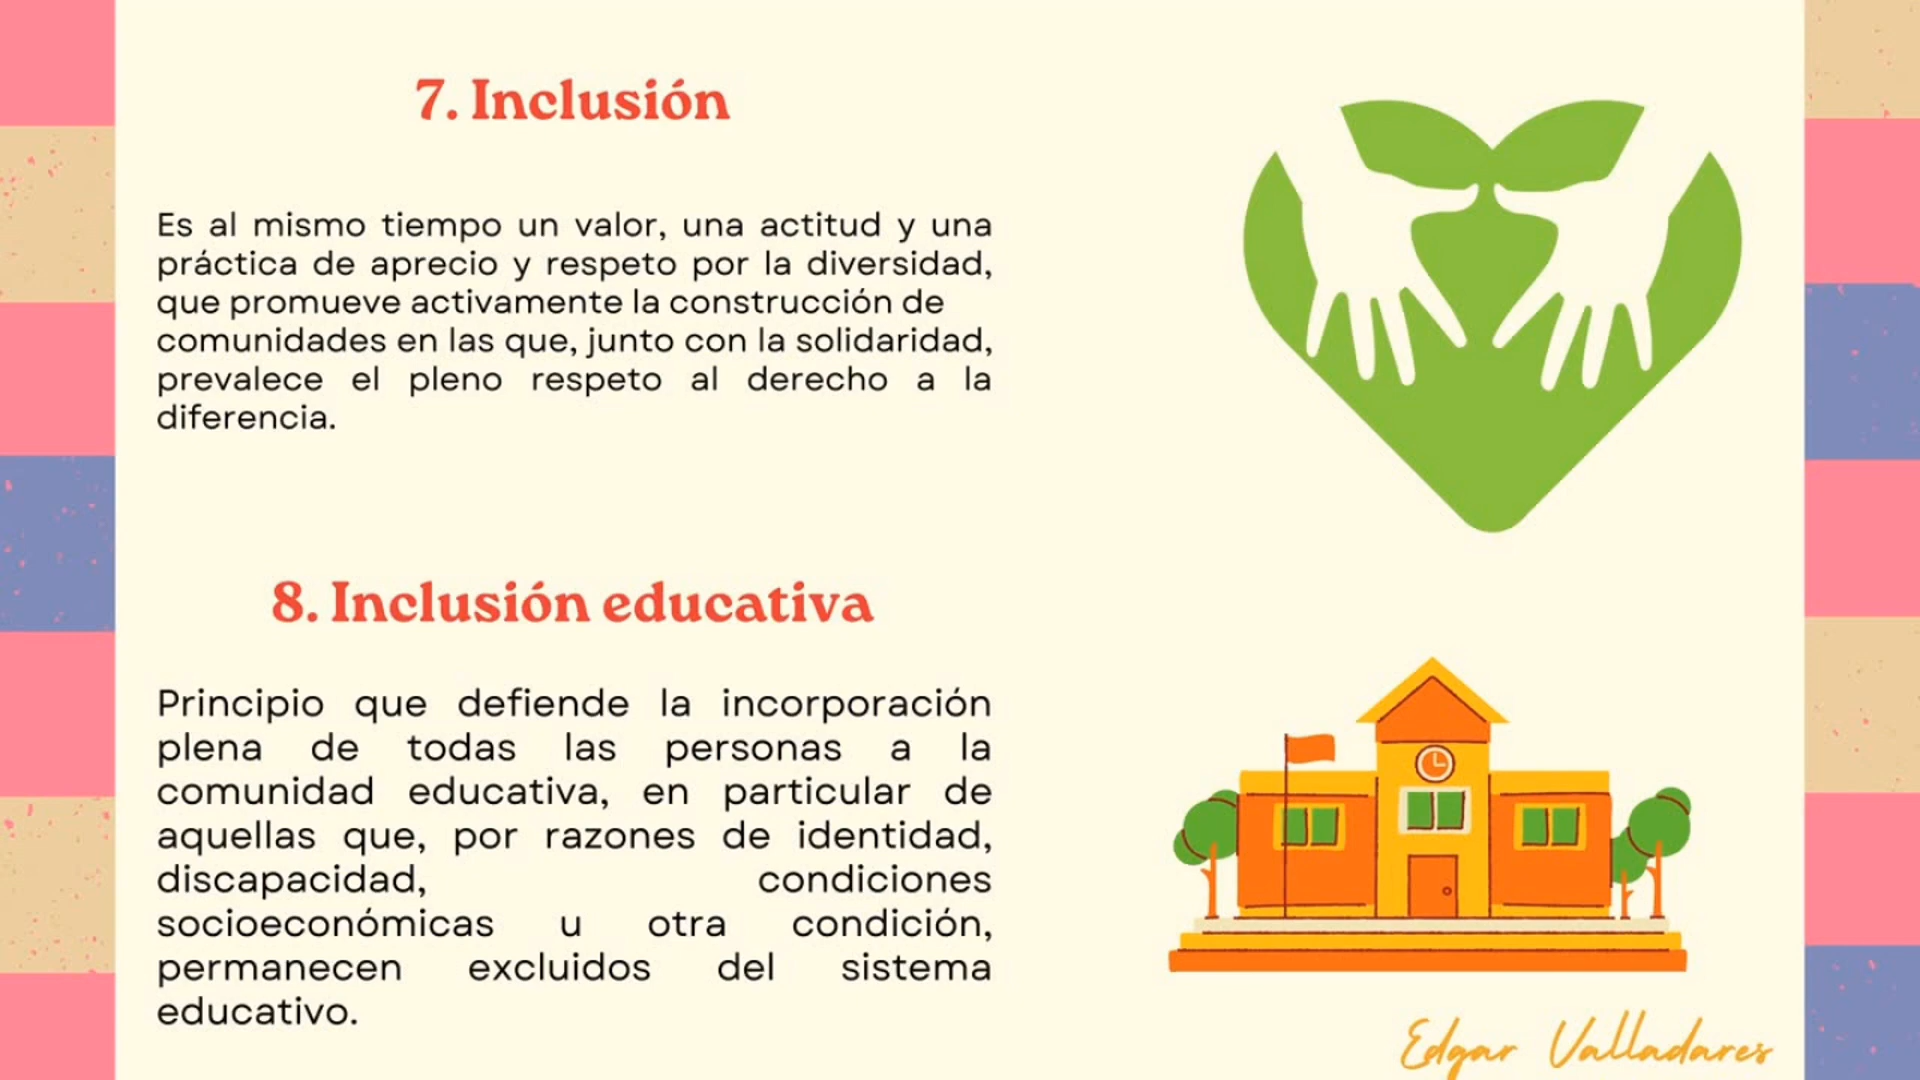 7. Inclusión
Es al mismo tiempo un valor, una actitud y una
práctica de aprecio y respeto por la diversidad,
que promueve activamente la construcción de
comunidades en las que, junto con la solidaridad,
prevalece el pleno respeto al derecho a la
diferencia.
8. Inclusión educativa
Principio que defiende la incorporación
plena de todas las personas a la
comunidad educativa, en particular de
aquellas que, por razones de identidad,
discapacidad, condiciones
socioeconómicas u otra condición,
permanecen excluidos del sistema
educativo.
Edgar Valladares